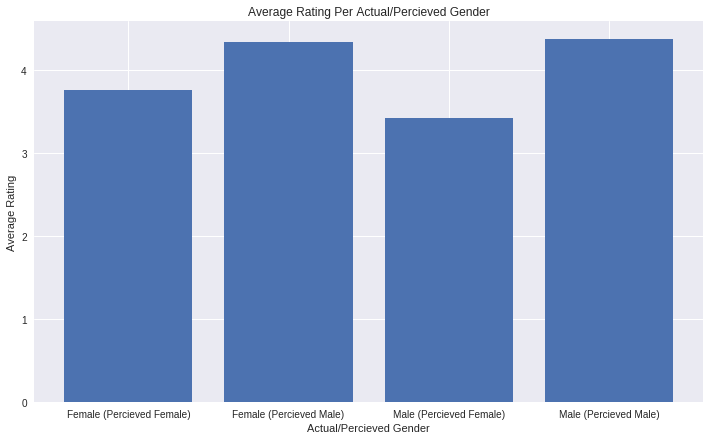 Average Rating Per Actual/Percieved Gender
Average Rating
4
3
2
1
0
Female (Percieved Female) Female (Percieved Male) Male (Percieved Female) Male (Percieved Male)
Actual/Percieved Gender